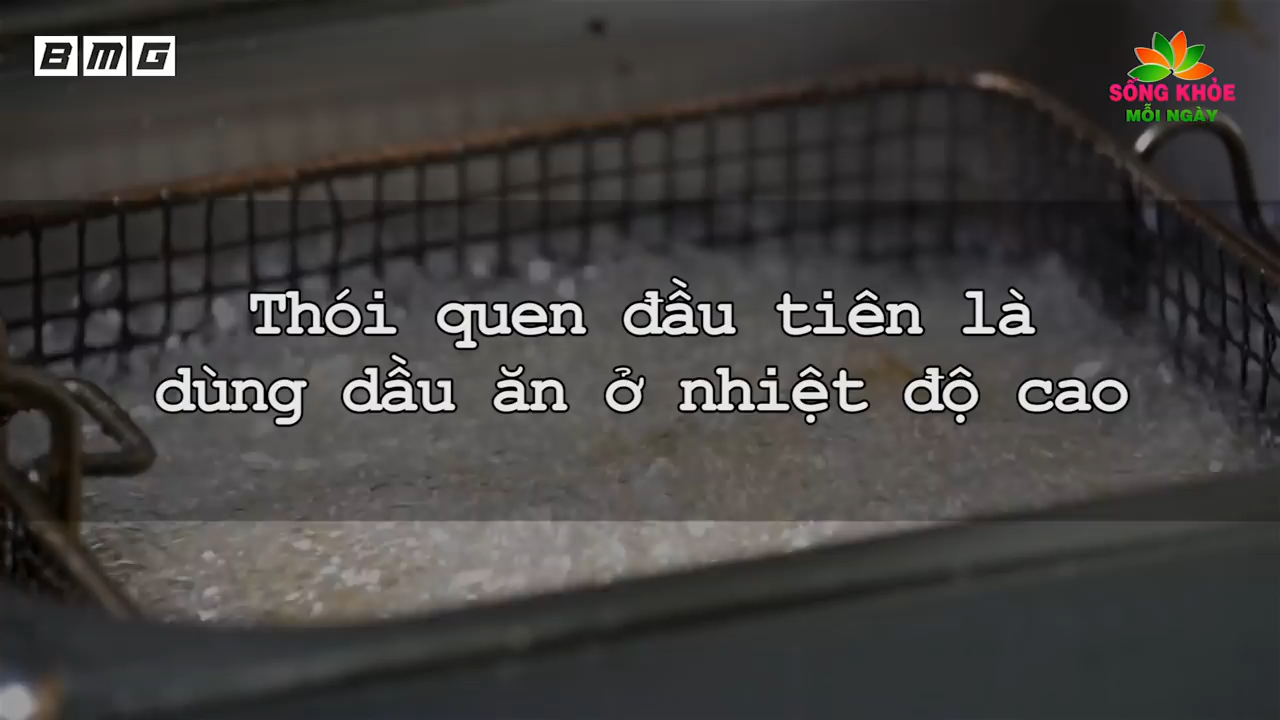 BMG
SỐNG KHỎE
MỖI NGÀY
Thói quen đầu tiên là
dùng dầu ăn ở nhiệt độ cao